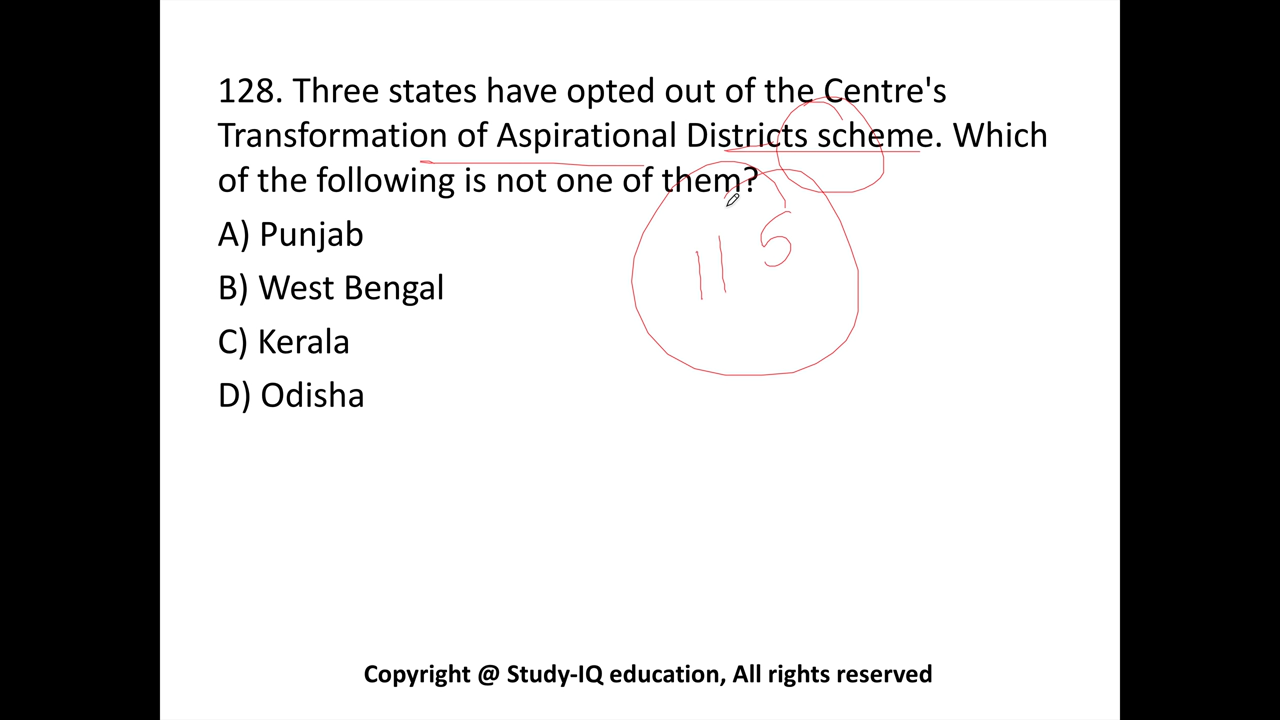 128. Three states have opted out of the Centre's
Transformation of Aspirational Districts scheme. Which
of the following is not one of them?
A) Punjab
115
B) West Bengal
C) Kerala
D) Odisha
Copyright @ Study-IQ education, All rights reserved